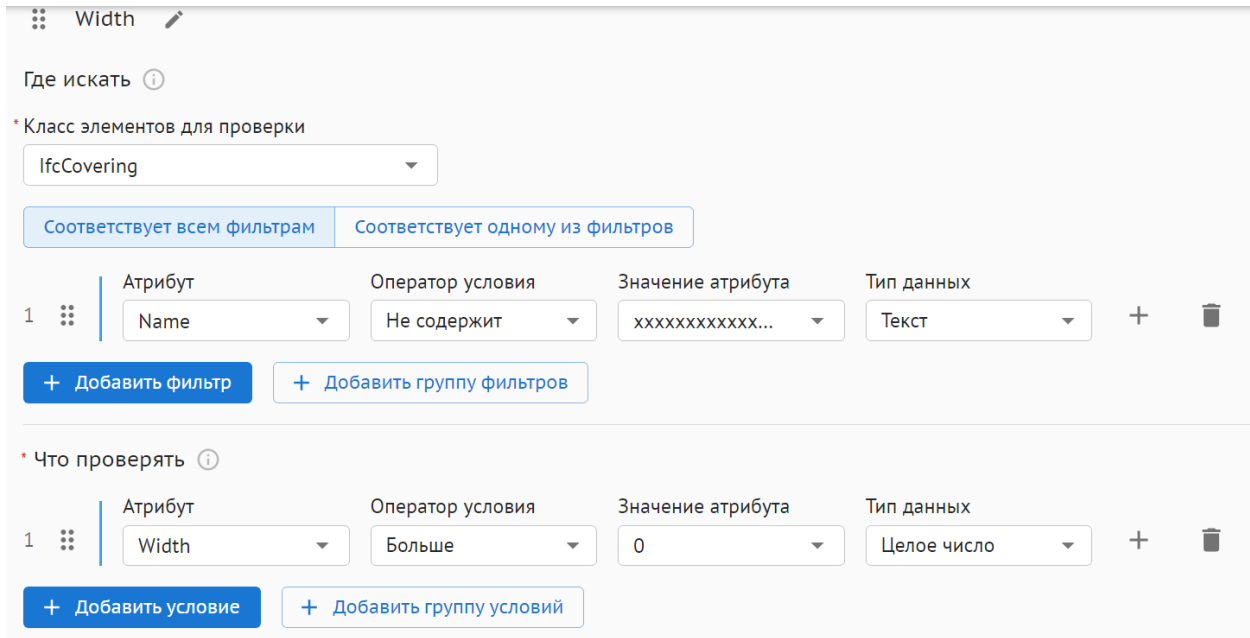 Width
Где искать
* Класс элементов для проверки
IfcCovering
Соответствует всем фильтрам Соответствует одному из фильтров
Атрибут Оператор условия Значение атрибута Тип данных
1 Name Не содержит xxxxxxxxxxxx... Текст
+ Добавить фильтр + Добавить группу фильтров
* Что проверять
Атрибут Оператор условия Значение атрибута Тип данных
1 Width Больше 0 Целое число
+ Добавить условие + Добавить группу условий